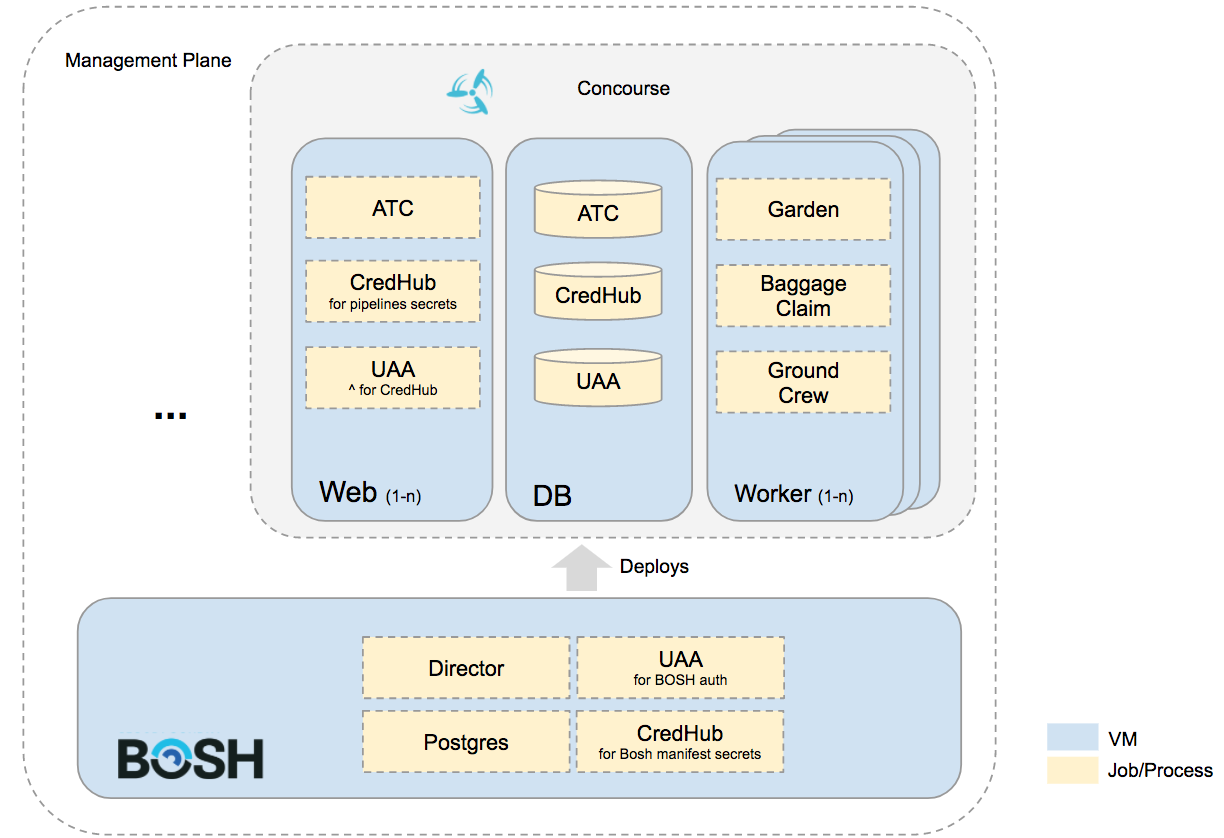 Management Plane
Concourse
ATC
CredHub
for pipelines secrets
UAA
^ for CredHub
Web (1-n)
ATC
CredHub
UAA
DB
Garden
Baggage
Claim
Ground
Crew
Worker (1-n)
...
Deploys
Director
UAA
for BOSH auth
Postgres
CredHub
for Bosh manifest secrets
BOSH
VM
Job/Process